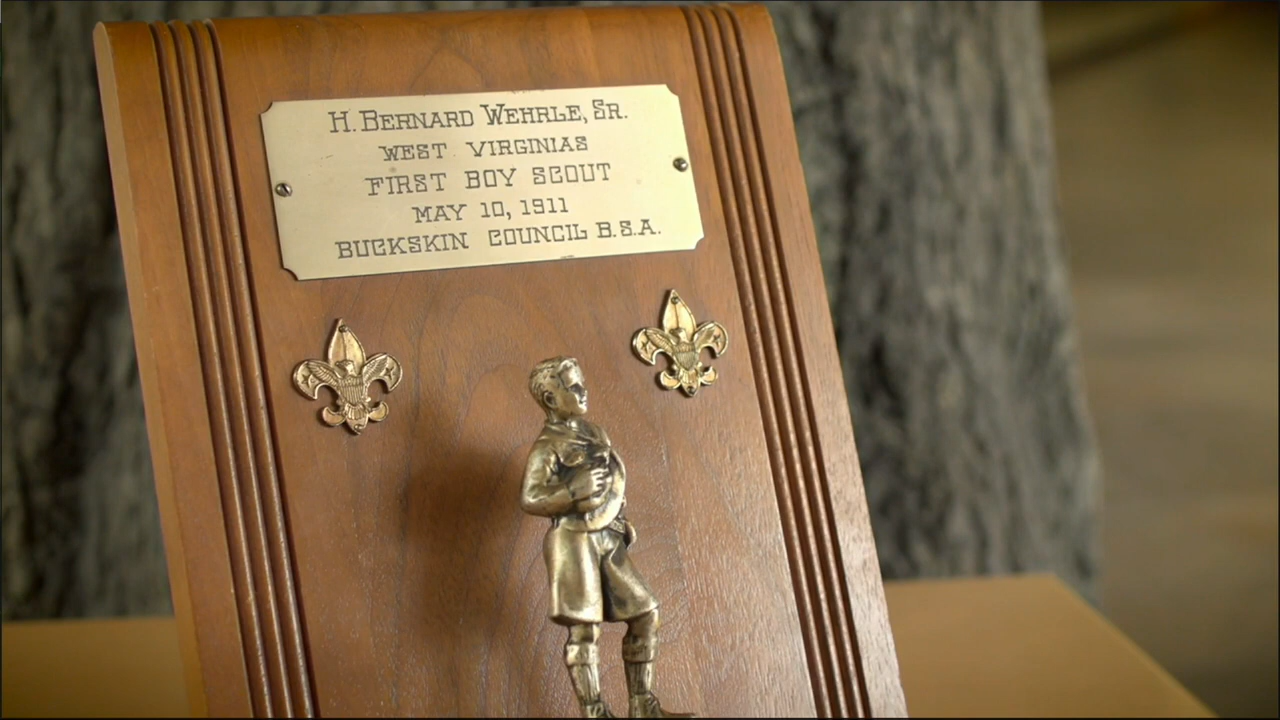 H. BERNARD WEHRLE, SR.
WEST VIRGINIAS
FIRST BOY SCOUT
MAY 10, 1911
BUCKSKIN COUNCIL B.S.A.